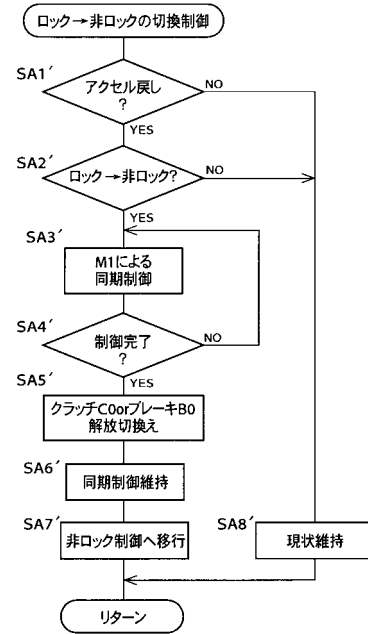 ロック→非ロックの切換制御
SA1´
アクセル戻し
?
NO
YES
SA2´
ロック→非ロック?
NO
YES
SA3´
M1による
同期制御
SA4´
制御完了
?
NO
YES
SA5´
クラッチC0orブレーキB0
解放切換え
SA6´
同期制御維持
SA7´
非ロック制御へ移行
SA8´
現状維持
リターン